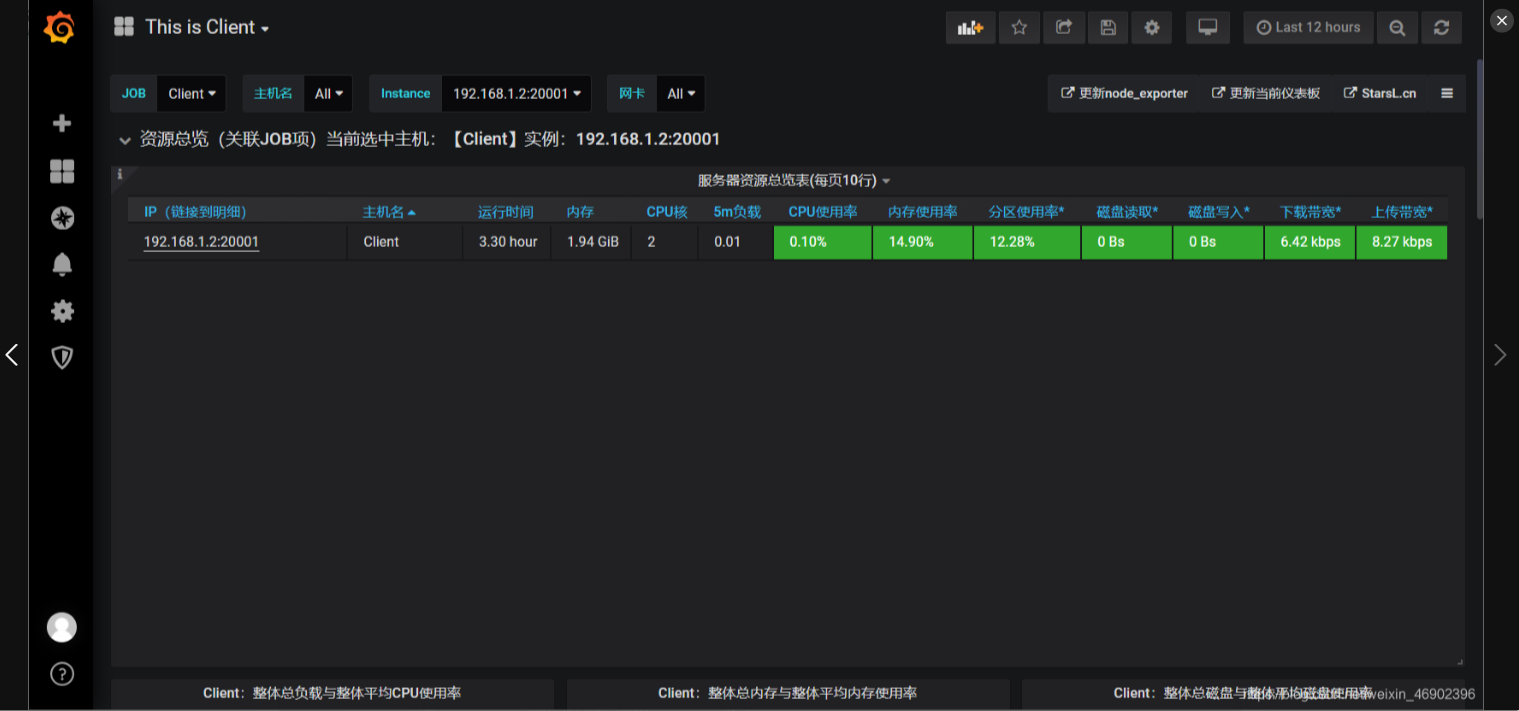 This is Client
Last 12 hours
JOB Client 主机名 All Instance 192.168.1.2:20001 网卡 All 更新node_exporter 更新当前仪表板 StarsL.cn
资源总览（关联JOB项）当前选中主机：【Client】实例：192.168.1.2:20001
服务器资源总览表(每页10行)
IP（链接到明细） 主机名 运行时间 内存 CPU核 5m负载 CPU使用率 内存使用率 分区使用率* 磁盘读取* 磁盘写入* 下载带宽* 上传带宽*
192.168.1.2:20001 Client 3.30 hour 1.94 GiB 2 0.01 0.10% 14.90% 12.28% 0 Bs 0 Bs 6.42 kbps 8.27 kbps
Client：整体总负载与整体平均CPU使用率 Client：整体总内存与整体平均内存使用率 Client：整体总磁盘与整体平均磁盘使用率
weixin_46902396